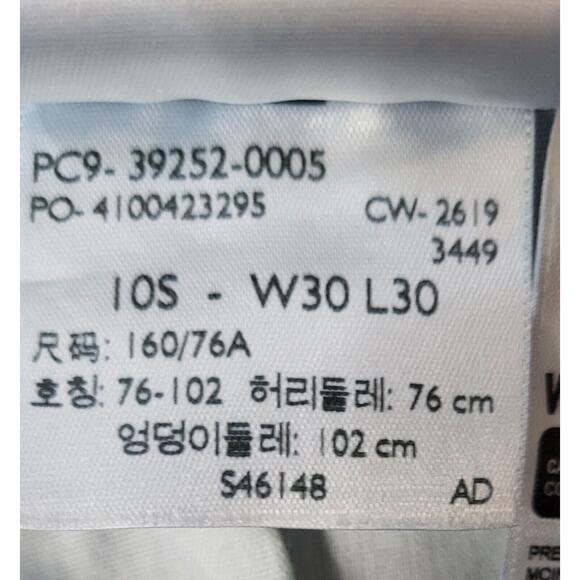 PC9- 39252-0005
PO- 4100423295 CW- 2619
3449
10S - W30 L30
尺码: 160/76A
호칭: 76-102 허리둘레: 76 cm
엉덩이둘레: 102 cm
S46148 AD